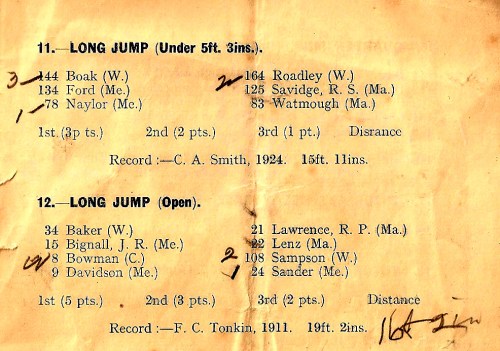 11.—LONG JUMP (Under 5ft. 3ins.).
3 144 Boak (W.) 2 164 Roadley (W.)
134 Ford (Me.) 125 Savidge, R. S. (Ma.)
1 78 Naylor (Me.) 83 Watmough (Ma.)
1st (3p ts.) 2nd (2 pts.) 3rd (1 pt.) Disrance
Record :—C. A. Smith, 1924. 15ft. 11ins.
12.—LONG JUMP (Open).
34 Baker (W.) 21 Lawrence, R. P. (Ma.)
15 Bignall, J. R. (Me.) 22 Lenz (Ma.)
8 Bowman (C.) 2 108 Sampson (W.)
9 Davidson (Me.) 1 24 Sander (Me.)
1st (5 pts.) 2nd (3 pts.) 3rd (2 pts.) Distance
Record :—F. C. Tonkin, 1911. 19ft. 2ins.